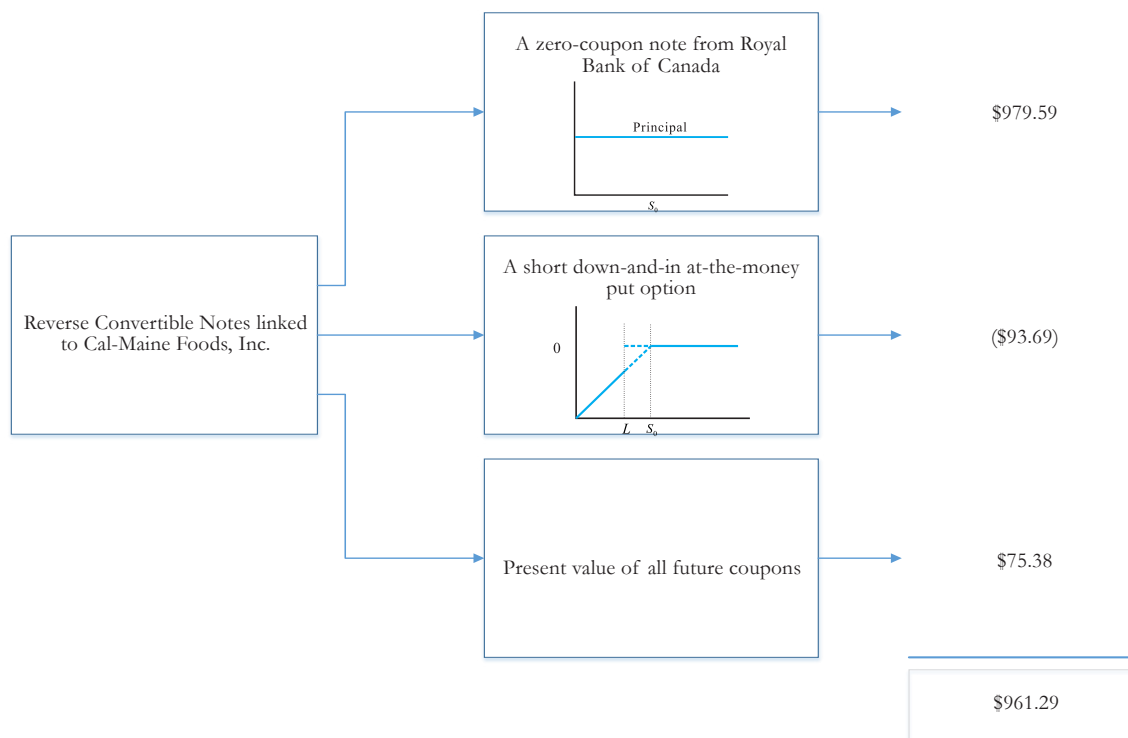 A zero-coupon note from Royal
Bank of Canada
Principal
S₀
$979.59
Reverse Convertible Notes linked
to Cal-Maine Foods, Inc.
A short down-and-in at-the-money
put option
0
L S₀
($93.69)
Present value of all future coupons
$75.38
$961.29